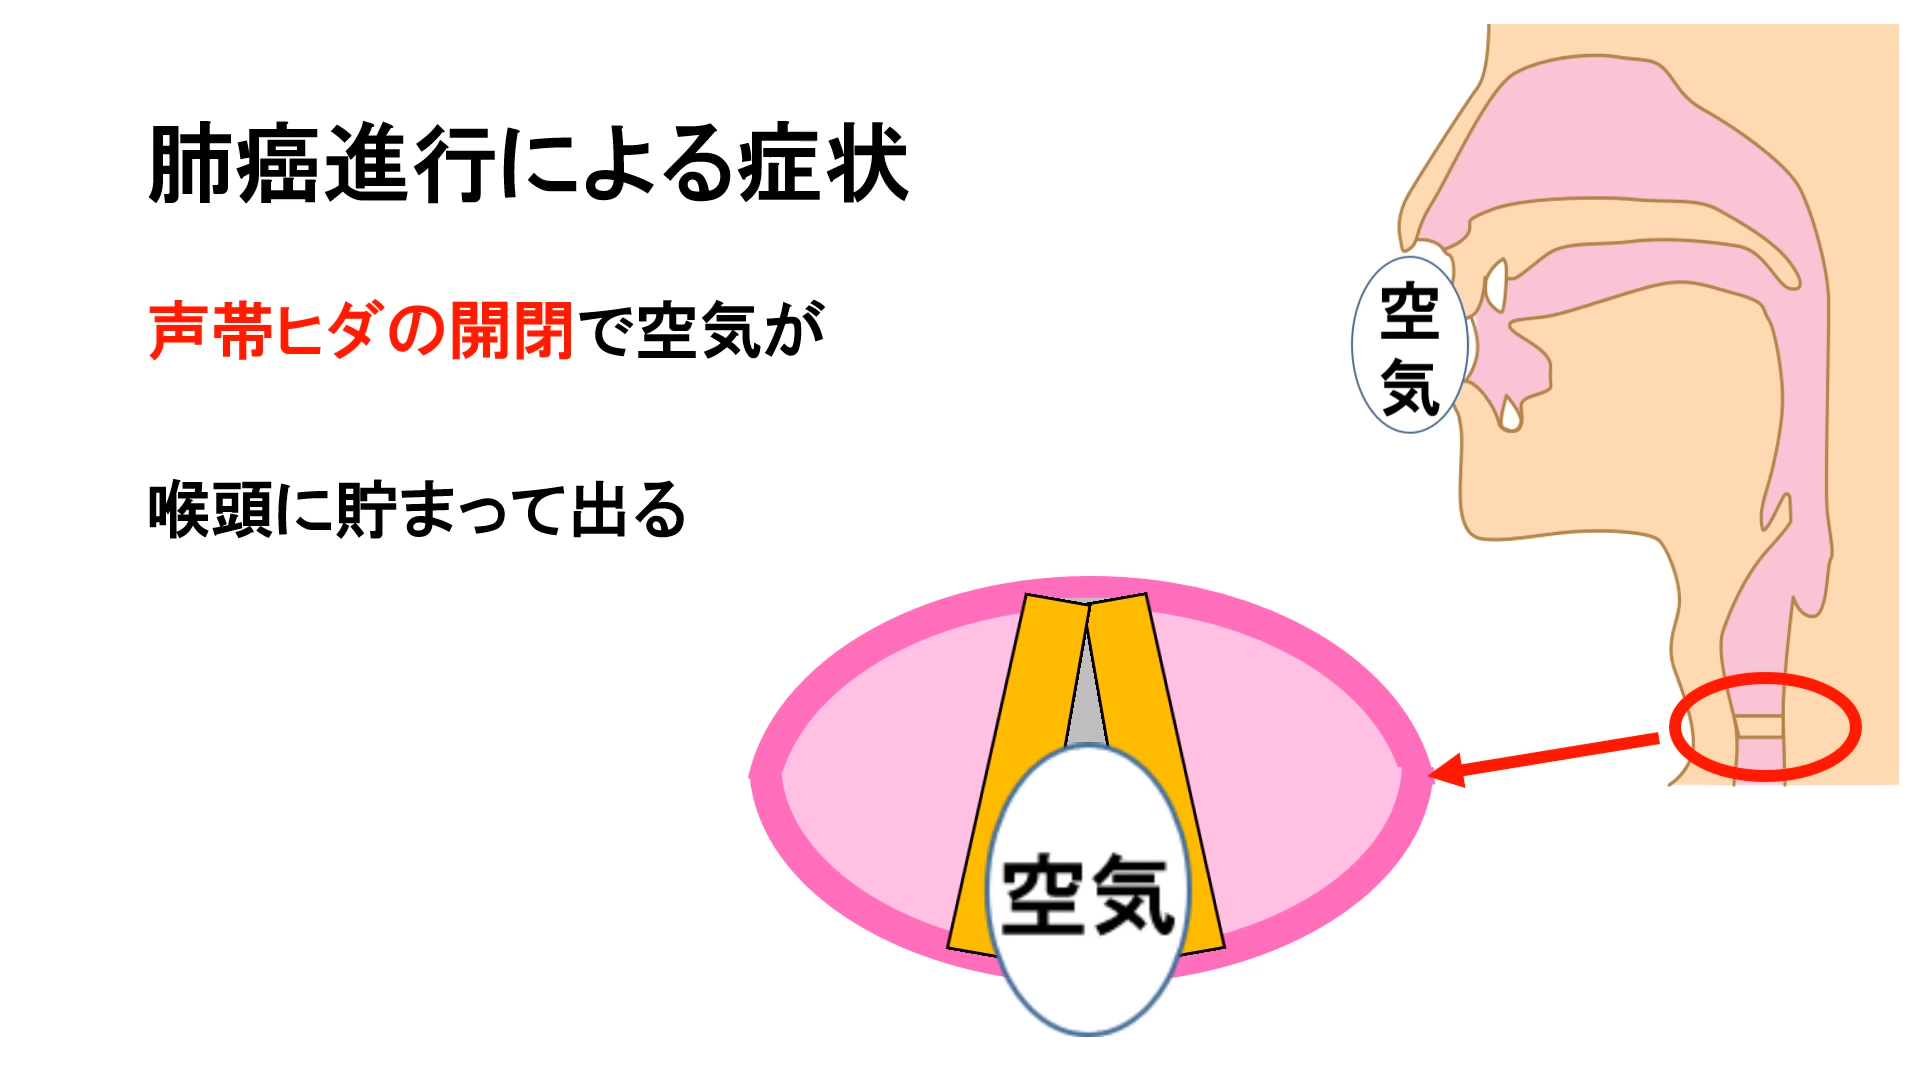 肺癌進行による症状
声帯ヒダの開閉で空気が
喉頭に貯まって出る
空
気
空気